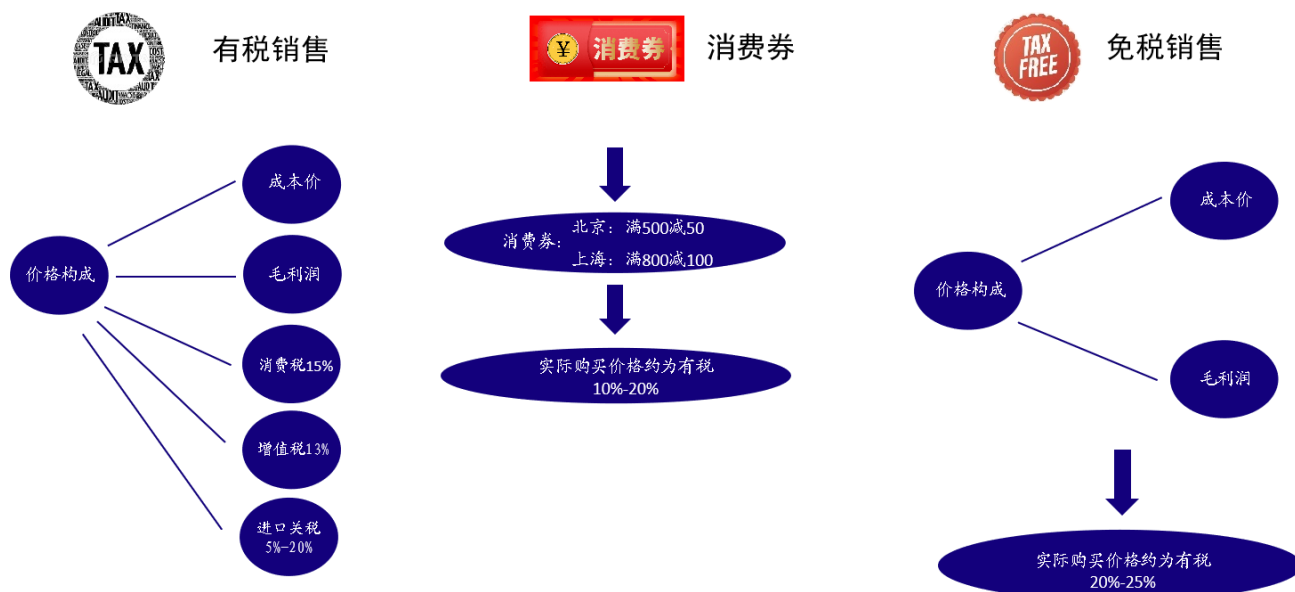 TAX
有税销售
成本价
价格构成
毛利润
消费税15%
增值税13%
进口关税
5%-20%
¥ 消费券
消费券
消费券：
北京：满500减50
上海：满800减100
实际购买价格约为有税
10%-20%
TAX
FREE
免税销售
成本价
价格构成
毛利润
实际购买价格约为有税
20%-25%